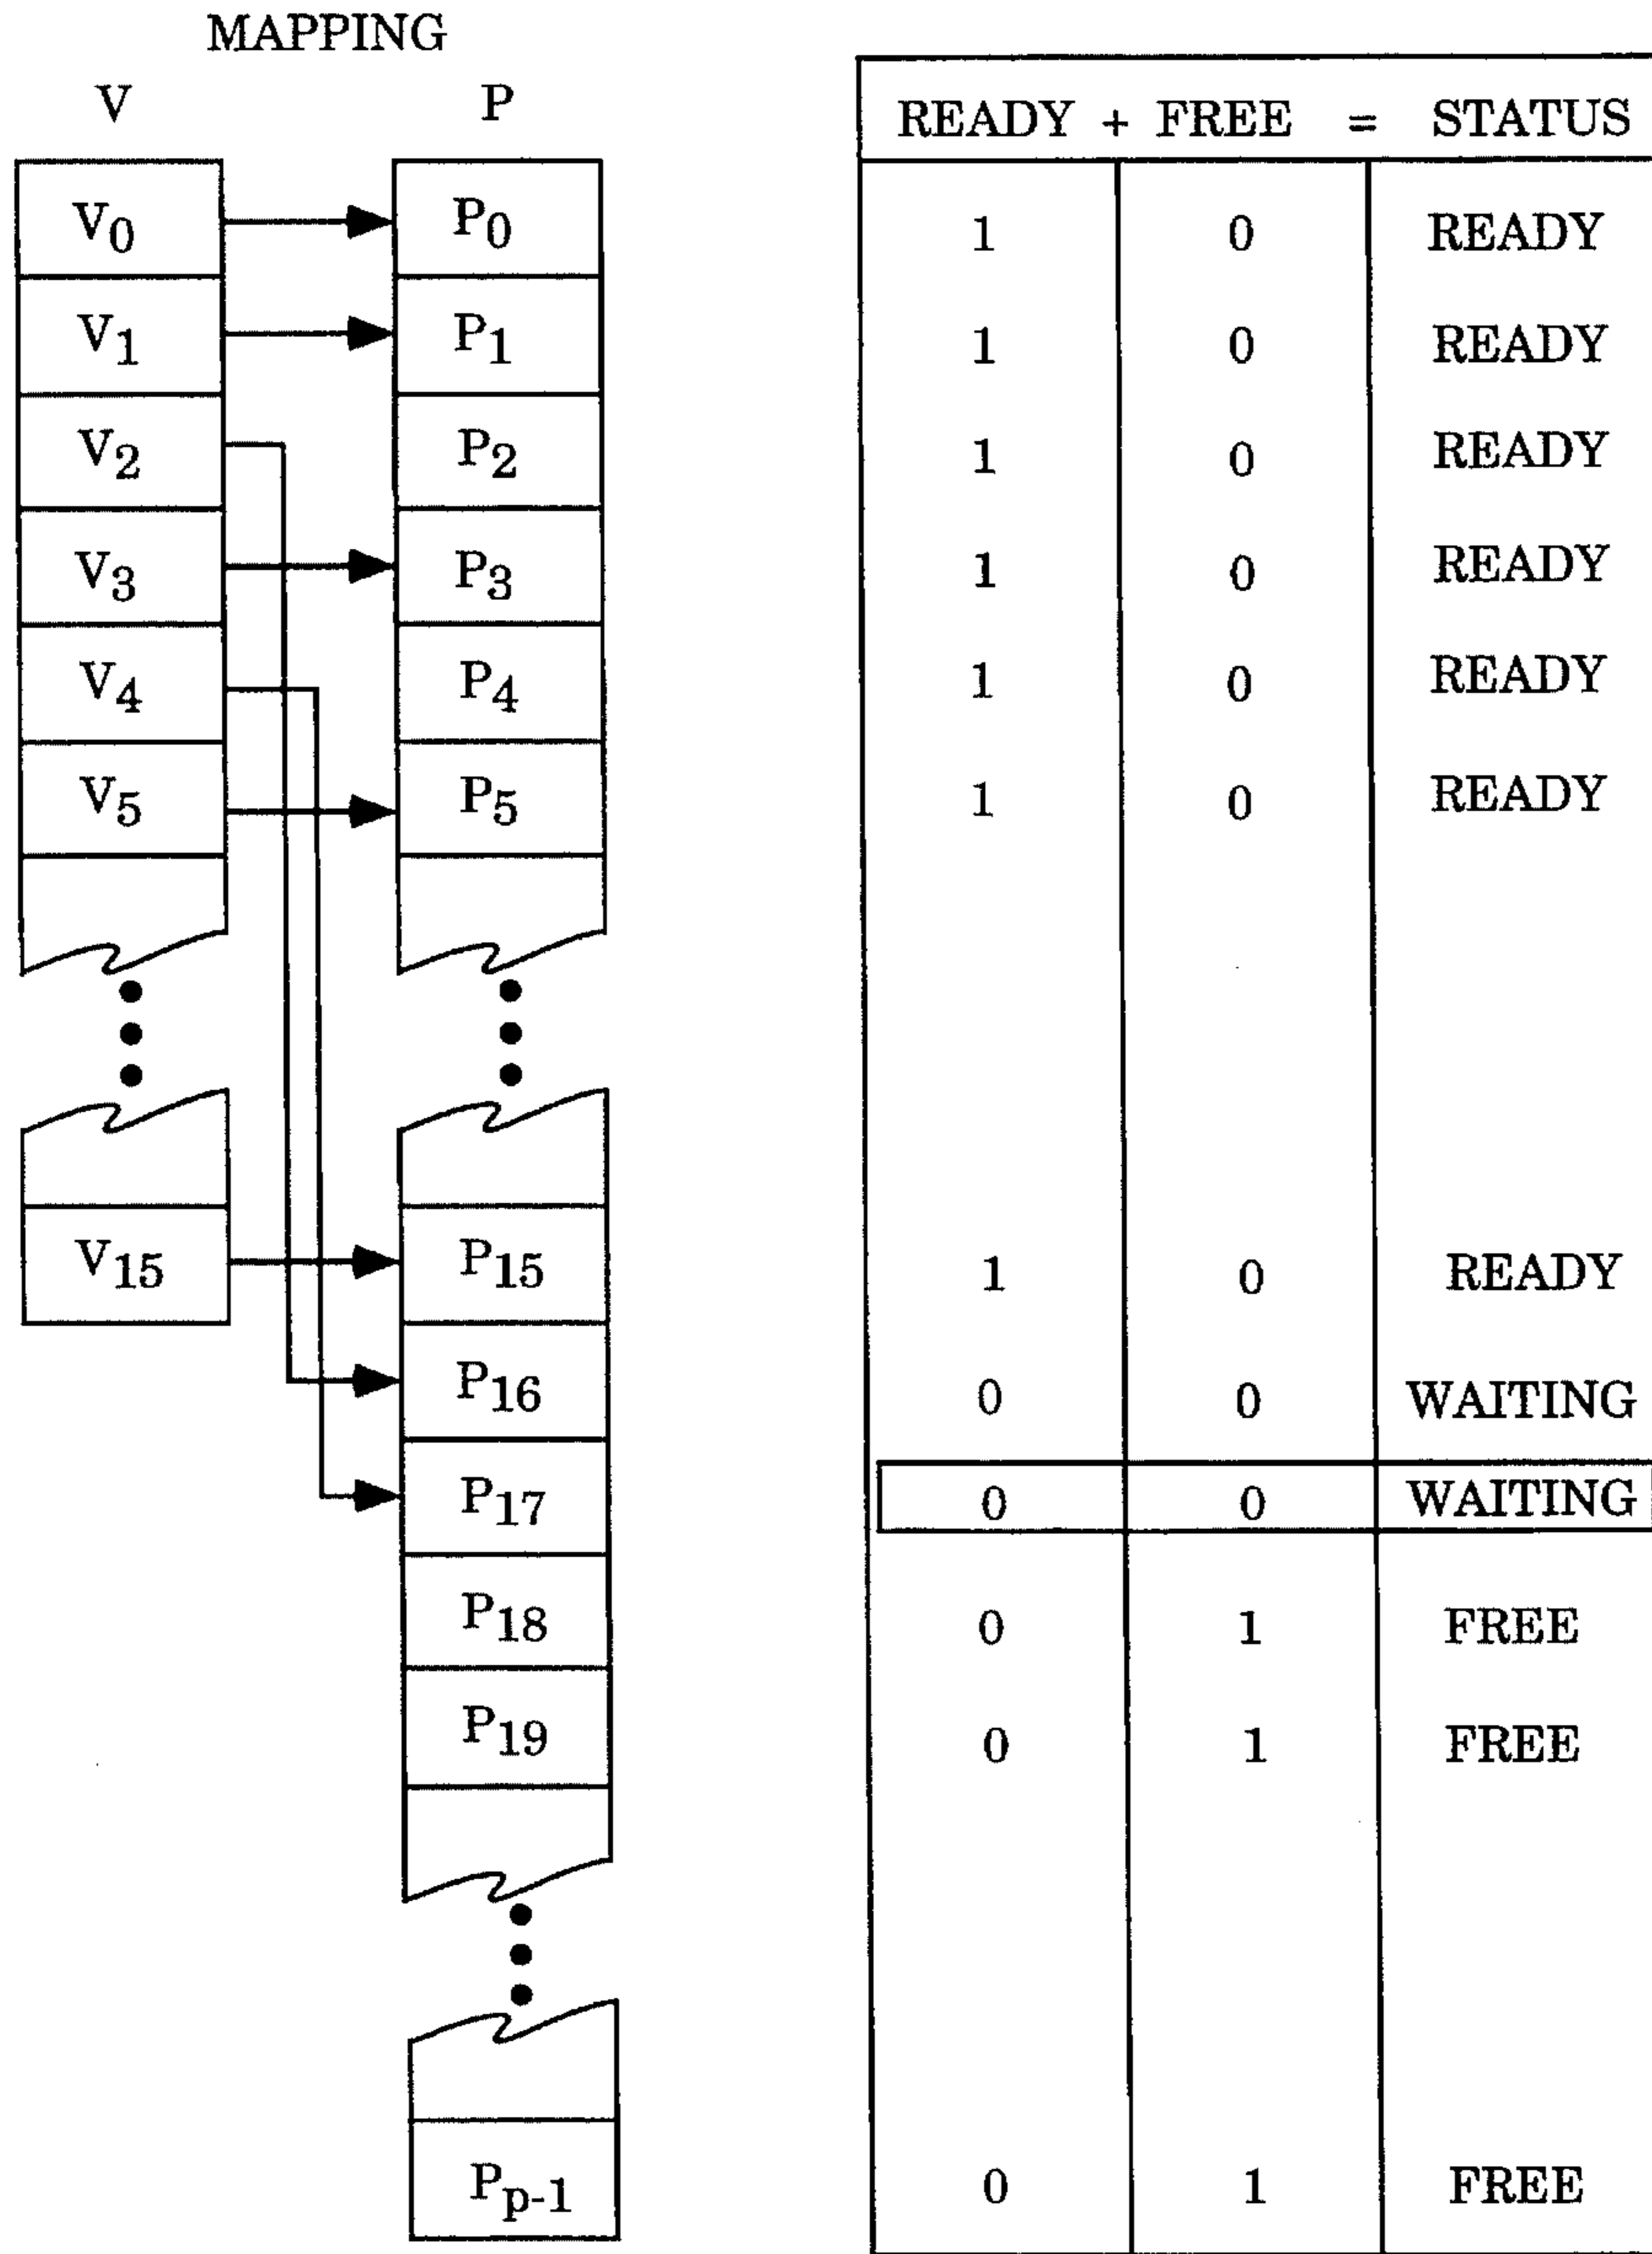 MAPPING
V P READY + FREE = STATUS
V0 P0 1 0 READY
V1 P1 1 0 READY
V2 P2 1 0 READY
V3 P3 1 0 READY
V4 P4 1 0 READY
V5 P5 1 0 READY
V15 P15 1 0 READY
P16 0 0 WAITING
P17 0 0 WAITING
P18 0 1 FREE
P19 0 1 FREE
Pp-1 0 1 FREE